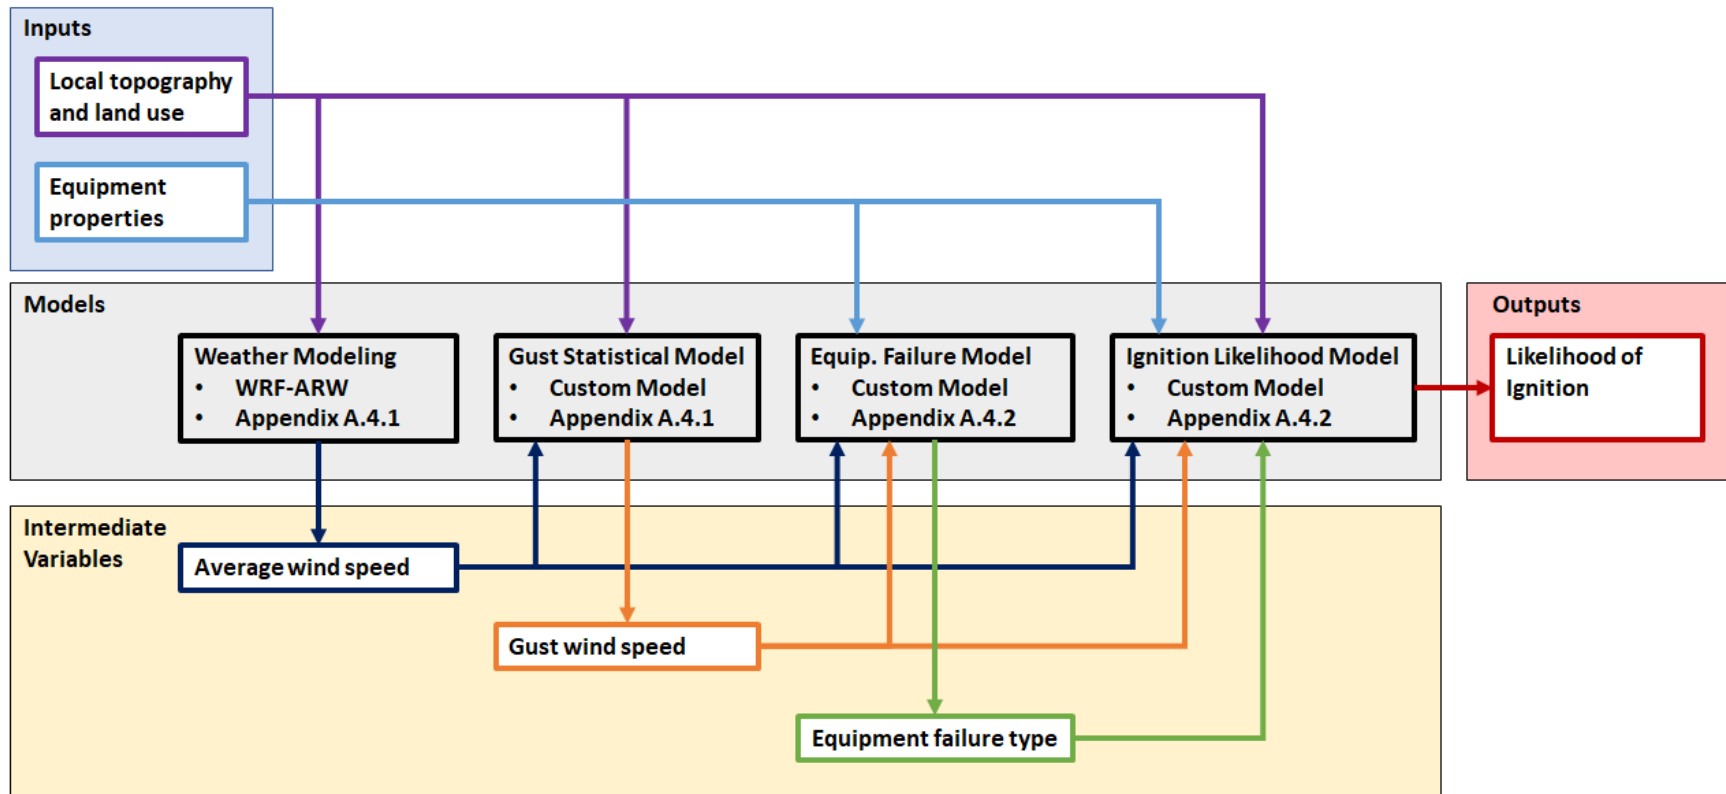 Inputs
Local topography
and land use
Equipment
properties
Models
Weather Modeling
• WRF-ARW
• Appendix A.4.1
Gust Statistical Model
• Custom Model
• Appendix A.4.1
Equip. Failure Model
• Custom Model
• Appendix A.4.2
Ignition Likelihood Model
• Custom Model
• Appendix A.4.2
Outputs
Likelihood of
Ignition
Intermediate
Variables
Average wind speed
Gust wind speed
Equipment failure type